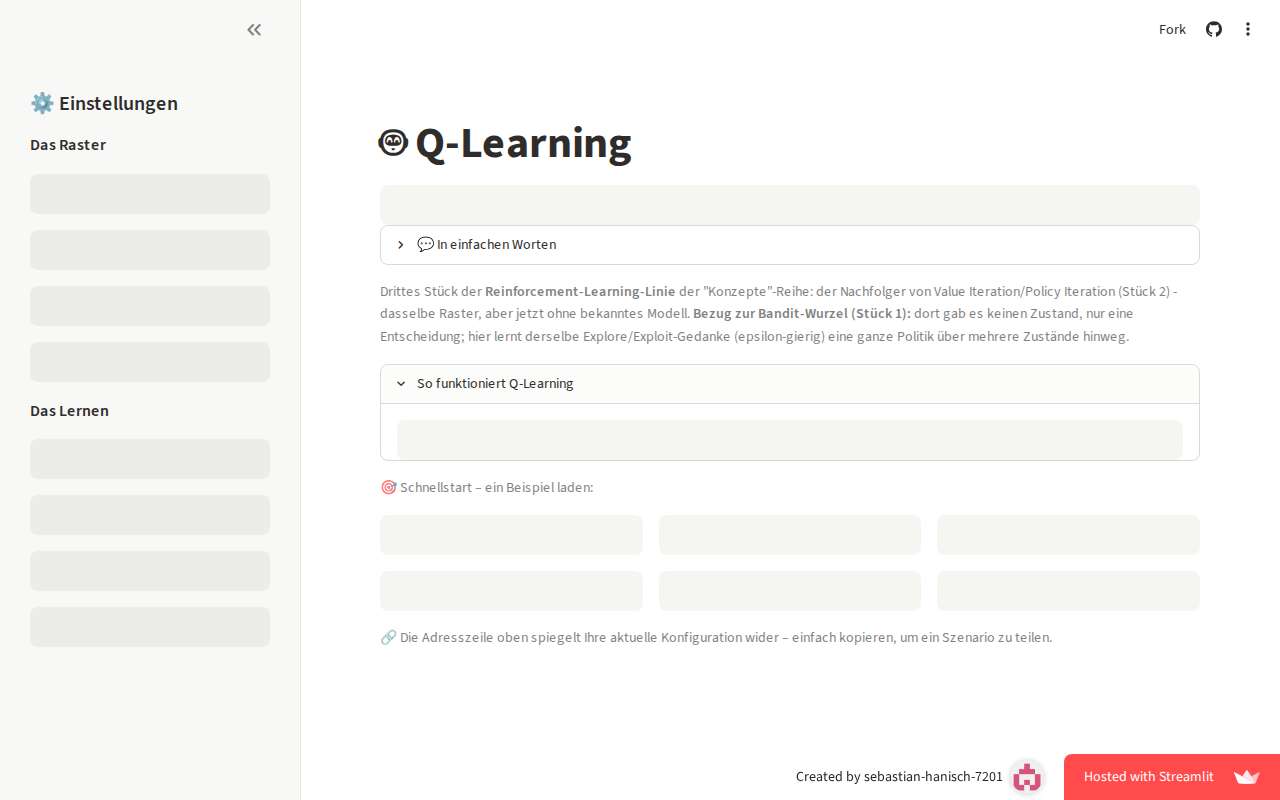 Fork
⚙️ Einstellungen
Das Raster
Das Lernen
🐵 Q-Learning
💬 In einfachen Worten
Drittes Stück der Reinforcement-Learning-Linie der "Konzepte"-Reihe: der Nachfolger von Value Iteration/Policy Iteration (Stück 2) -
dasselbe Raster, aber jetzt ohne bekanntes Modell. Bezug zur Bandit-Wurzel (Stück 1): dort gab es keinen Zustand, nur eine
Entscheidung; hier lernt derselbe Explore/Exploit-Gedanke (epsilon-gierig) eine ganze Politik über mehrere Zustände hinweg.
So funktioniert Q-Learning
🎯 Schnellstart – ein Beispiel laden:
🔗 Die Adresszeile oben spiegelt Ihre aktuelle Konfiguration wider – einfach kopieren, um ein Szenario zu teilen.
Created by sebastian-hanisch-7201
Hosted with Streamlit